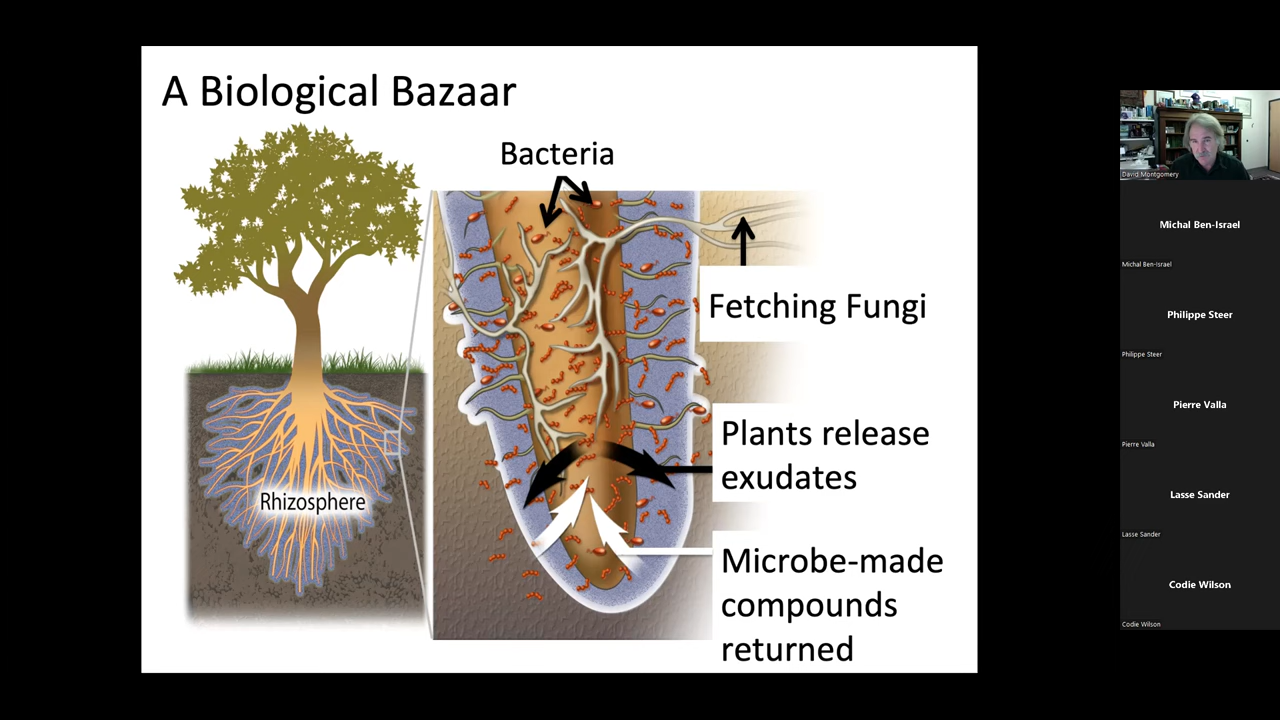 A Biological Bazaar
Bacteria
Fetching Fungi
Plants release
exudates
Microbe-made
compounds
returned
Rhizosphere
David Montgomery
Michal Ben-Israel
Michal Ben-Israel
Philippe Steer
Philippe Steer
Pierre Valla
Pierre Valla
Lasse Sander
Lasse Sander
Codie Wilson
Codie Wilson